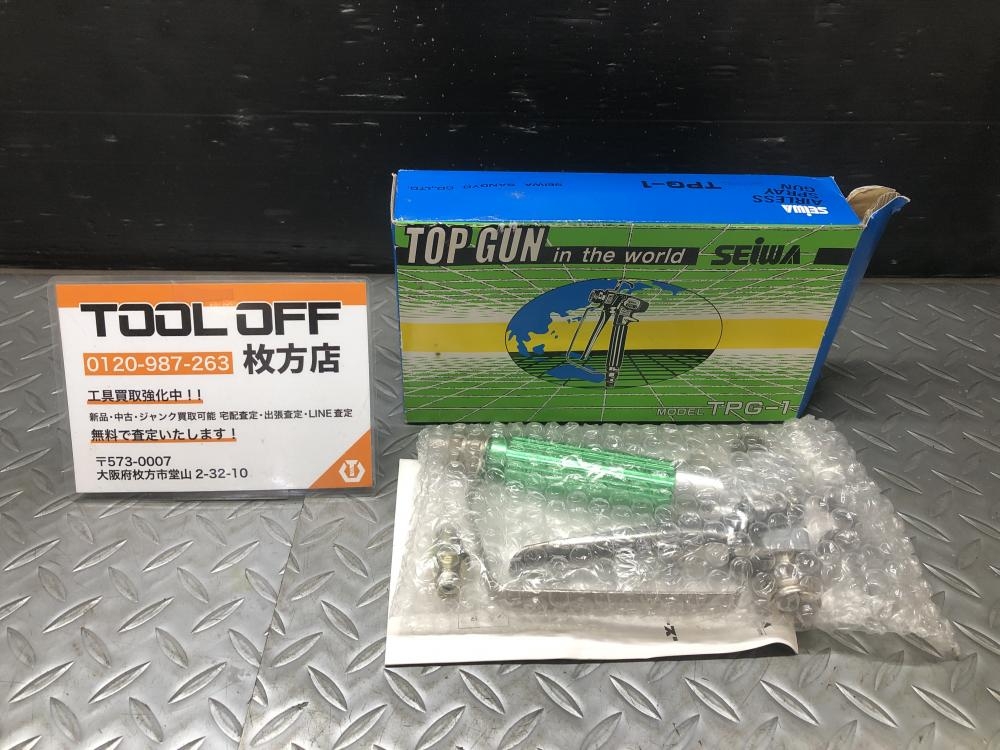 TOOL OFF
0120-987-263 枚方店
工具買取強化中!!
新品・中古・ジャンク買取可能 宅配査定・出張査定・LINE査定
無料で査定いたします!
〒573-0007
大阪府枚方市堂山 2-32-10
SEIWA SANGYO CO.,LTD.
TPG-1
AIRLESS
SPRAY
GUN
SEIWA
TOP GUN in the world SEIWA
MODEL TPG-1